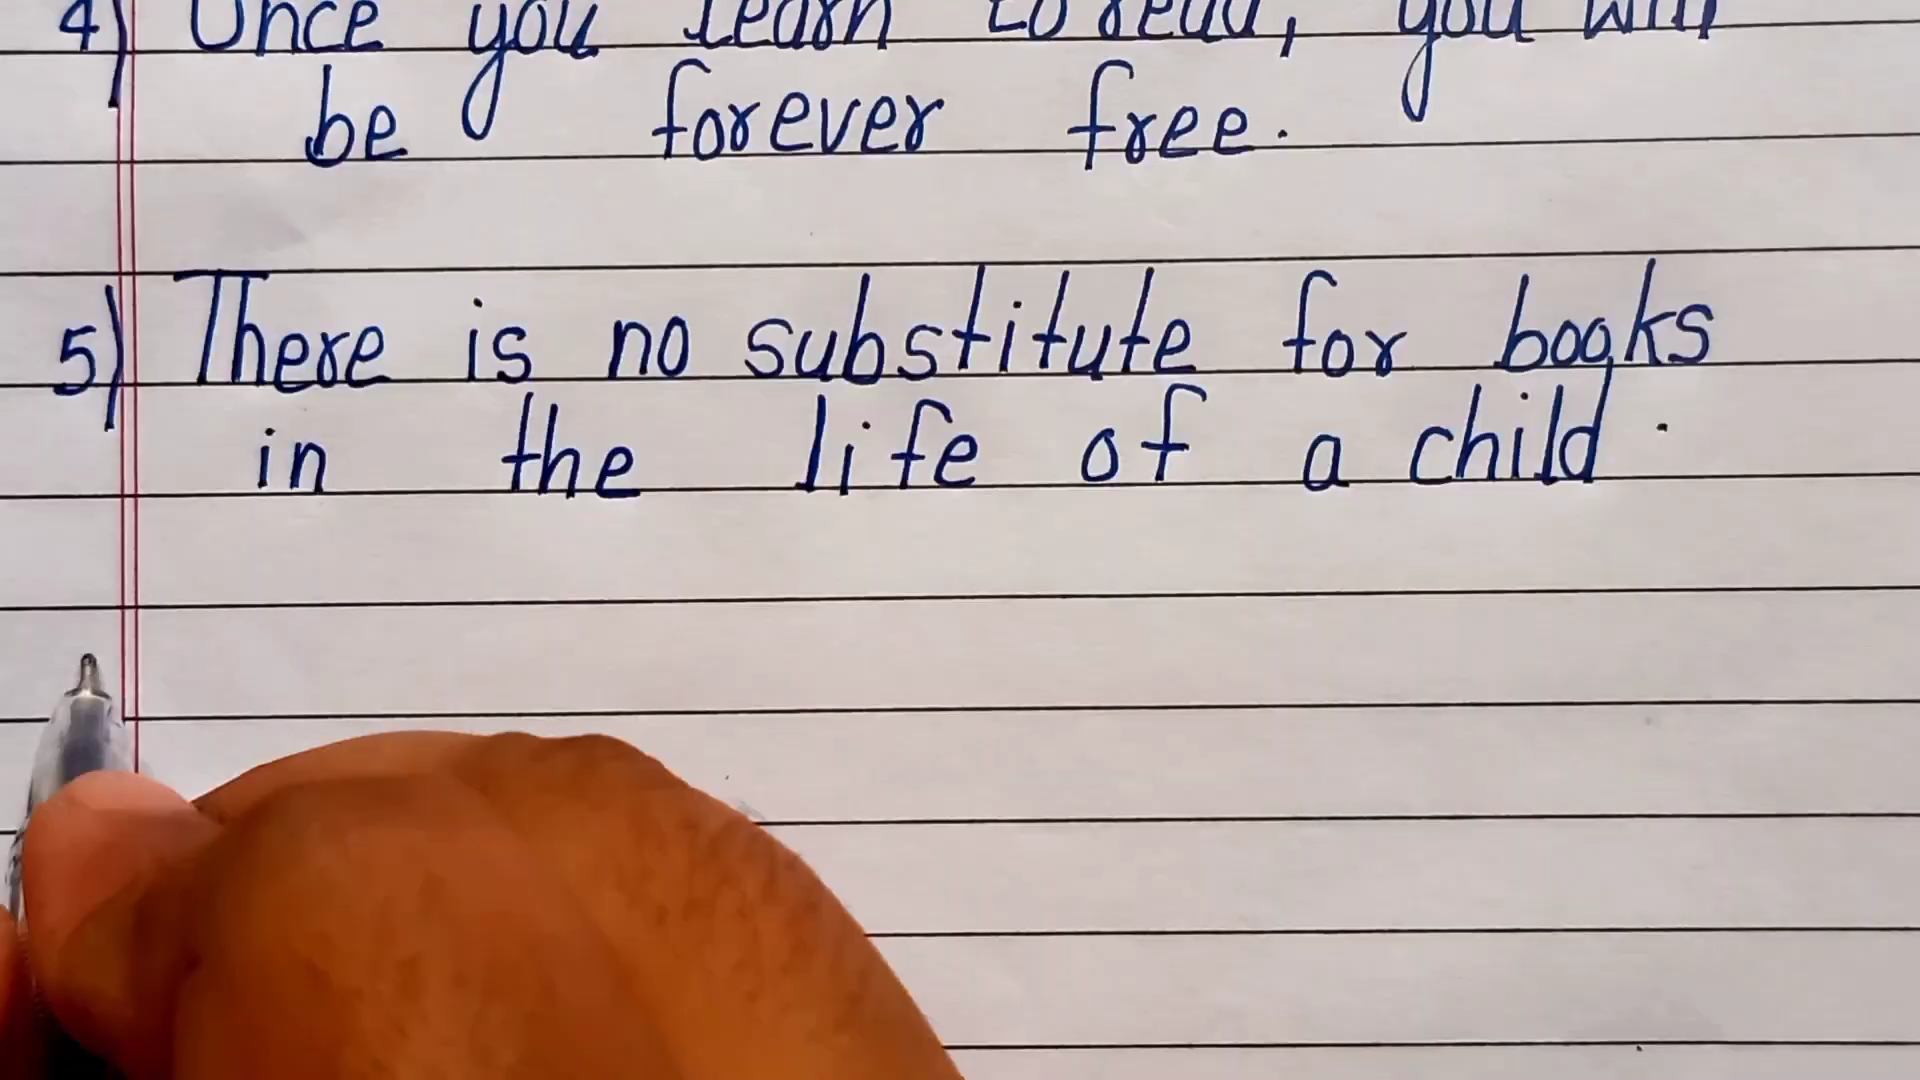 4) Once you learn to read, you will
be forever free.
5) There is no substitute for books
in the life of a child.